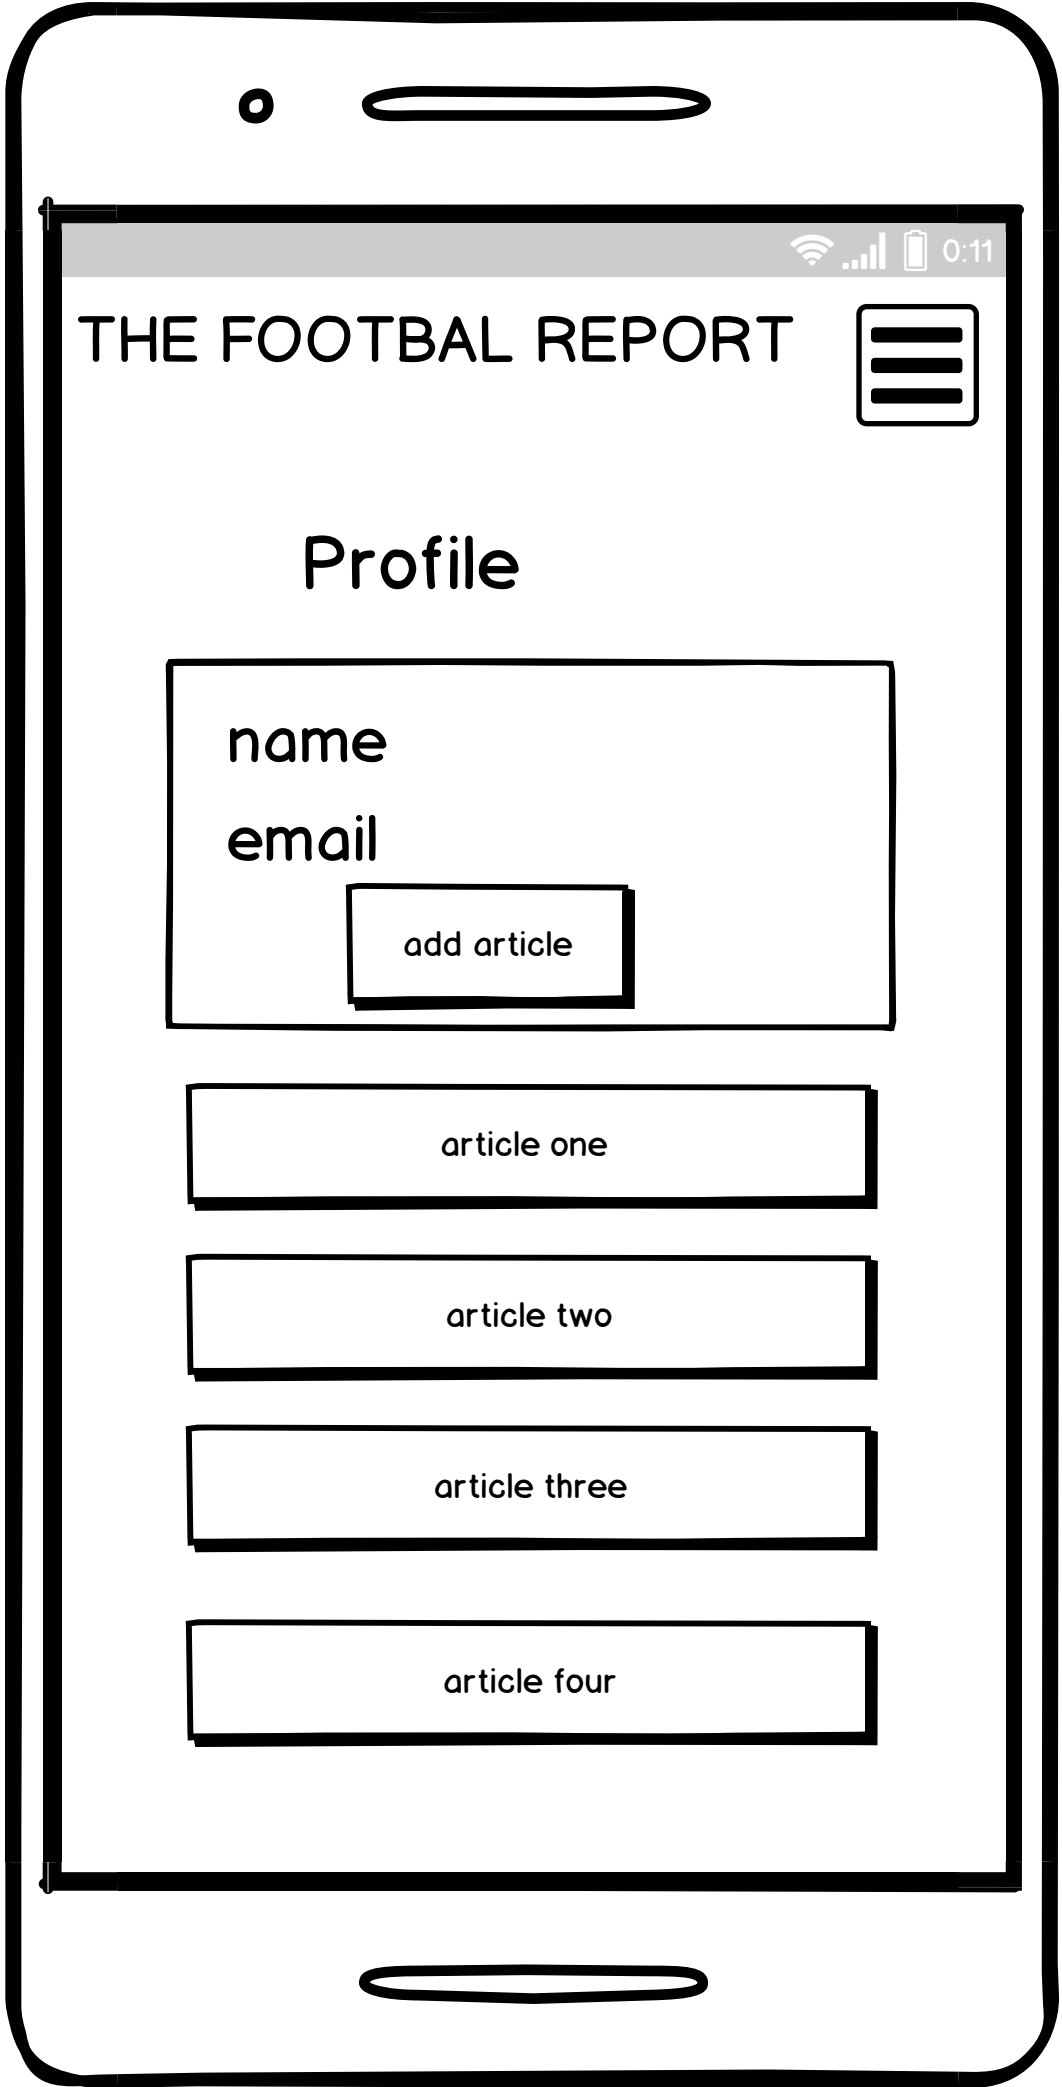 0:11
THE FOOTBAL REPORT
Profile
name
email
add article
article one
article two
article three
article four